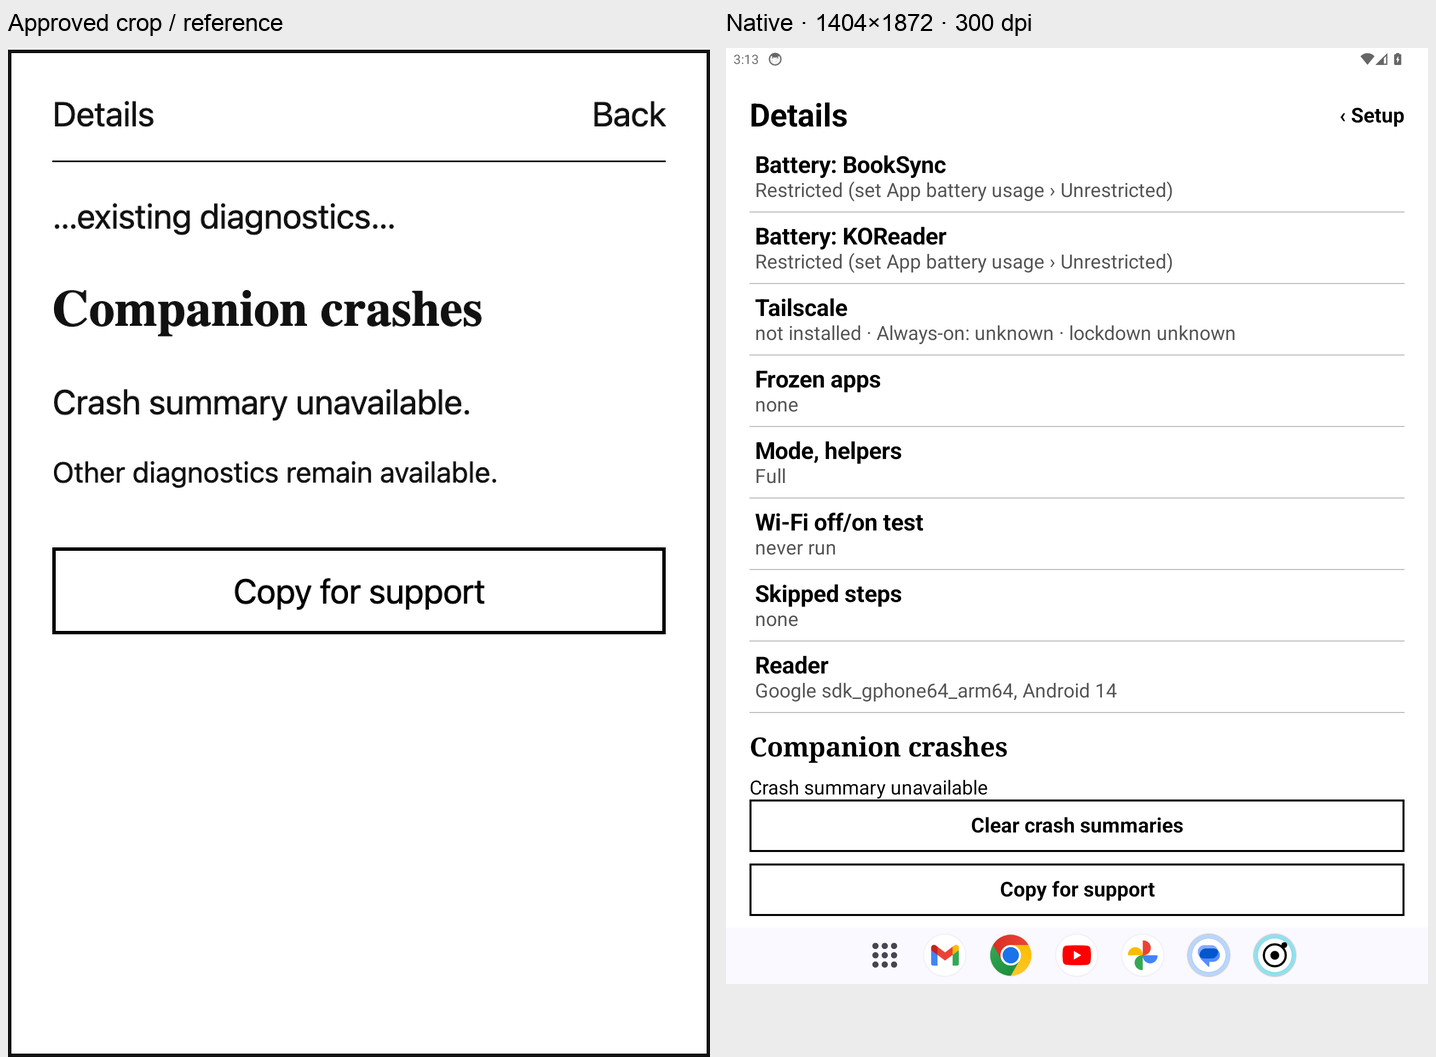 Approved crop / reference
Details
Back
...existing diagnostics...
Companion crashes
Crash summary unavailable.
Other diagnostics remain available.
Copy for support
Native · 1404×1872 · 300 dpi
3:13
Details
‹ Setup
Battery: BookSync
Restricted (set App battery usage › Unrestricted)
Battery: KOReader
Restricted (set App battery usage › Unrestricted)
Tailscale
not installed · Always-on: unknown · lockdown unknown
Frozen apps
none
Mode, helpers
Full
Wi-Fi off/on test
never run
Skipped steps
none
Reader
Google sdk_gphone64_arm64, Android 14
Companion crashes
Crash summary unavailable
Clear crash summaries
Copy for support